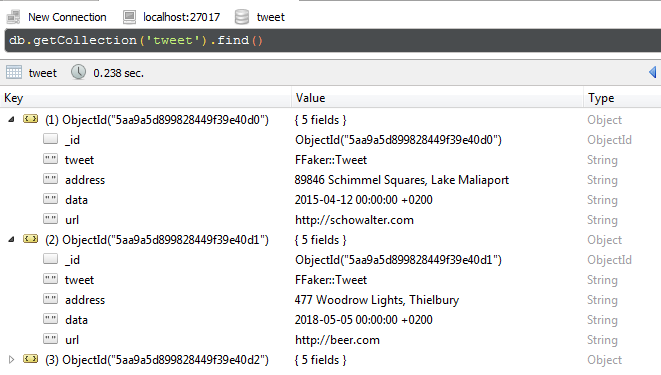 New Connection localhost:27017 tweet
db.getCollection('tweet').find()
tweet 0.238 sec.
Key Value Type
(1) ObjectId("5aa9a5d899828449f39e40d0") { 5 fields } Object
_id ObjectId("5aa9a5d899828449f39e40d0") ObjectId
tweet FFaker::Tweet String
address 89846 Schimmel Squares, Lake Maliaport String
data 2015-04-12 00:00:00 +0200 String
url http://schowalter.com String
(2) ObjectId("5aa9a5d899828449f39e40d1") { 5 fields } Object
_id ObjectId("5aa9a5d899828449f39e40d1") ObjectId
tweet FFaker::Tweet String
address 477 Woodrow Lights, Thielbury String
data 2018-05-05 00:00:00 +0200 String
url http://beer.com String
(3) ObjectId("5aa9a5d899828449f39e40d2") { 5 fields } Object